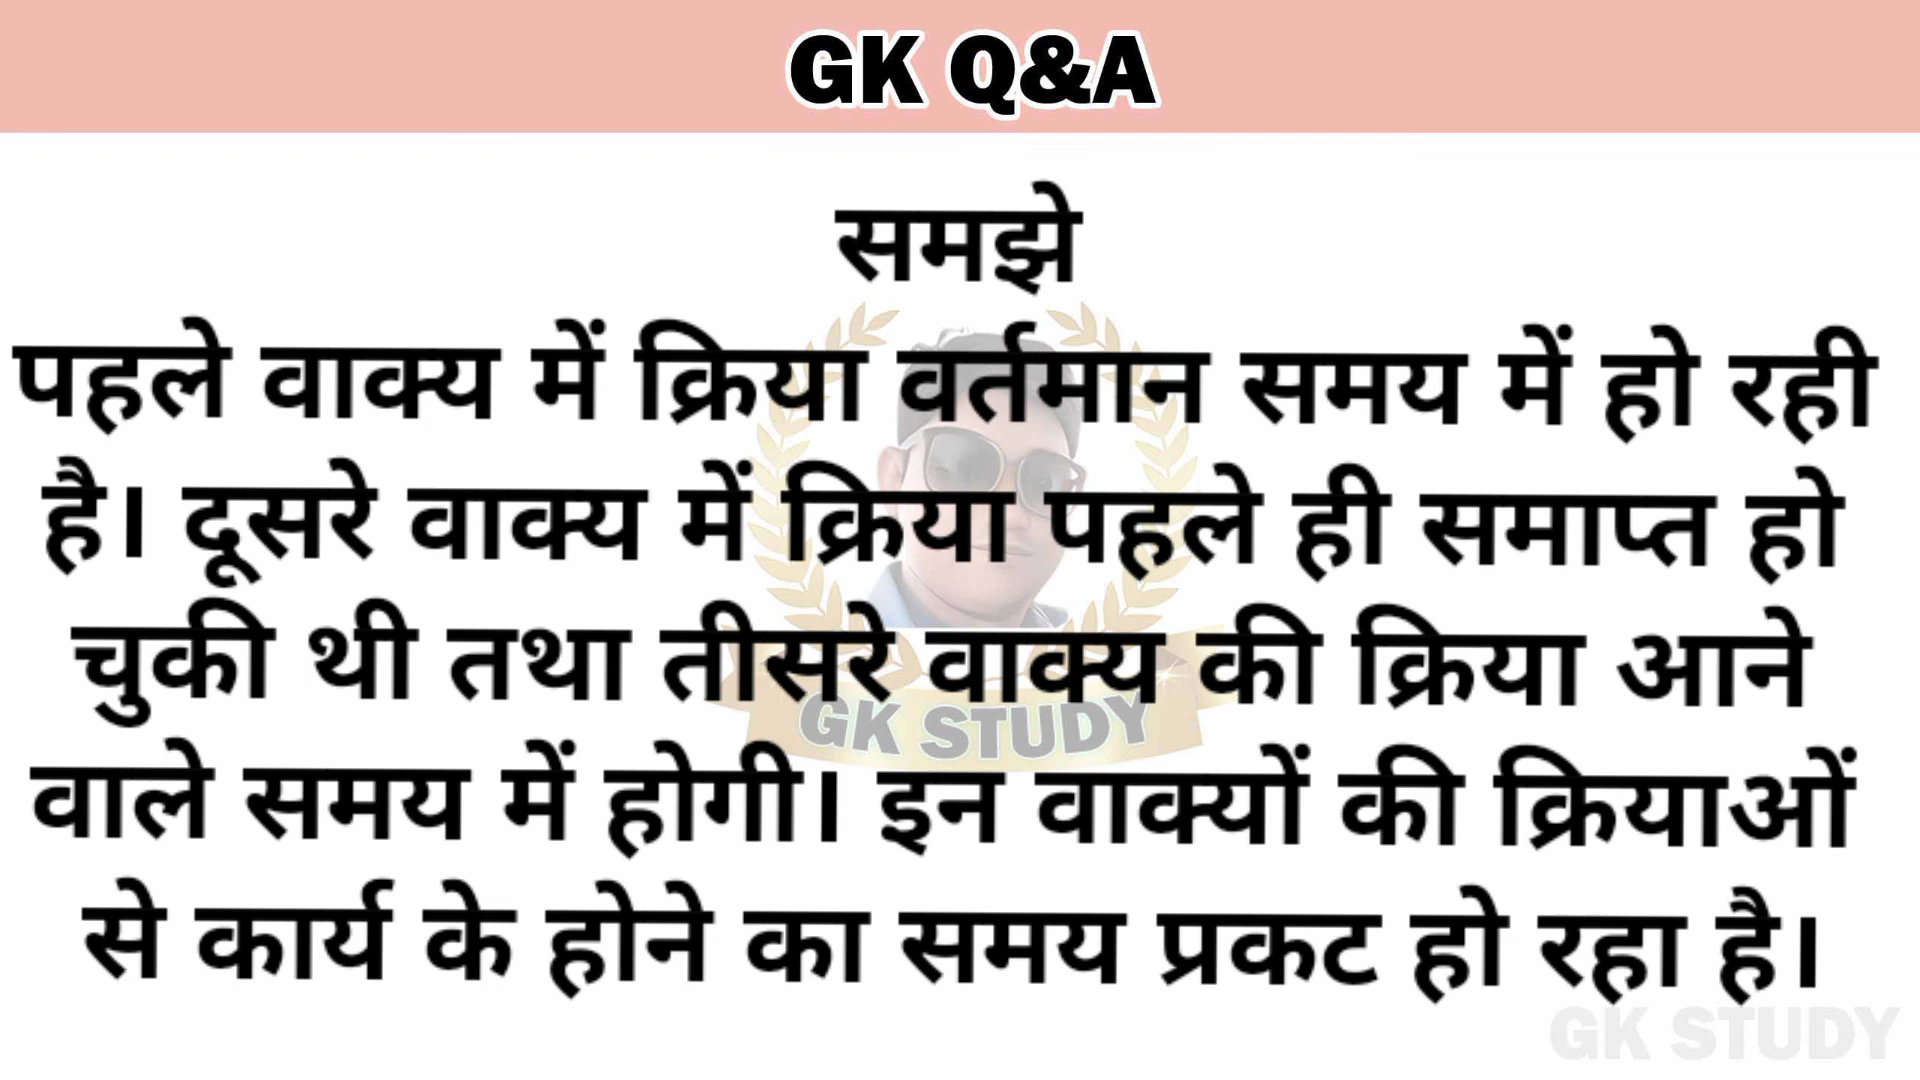 GK Q&A
समझे
पहले वाक्य में क्रिया वर्तमान समय में हो रही
है। दूसरे वाक्य में क्रिया पहले ही समाप्त हो
चुकी थी तथा तीसरे वाक्य की क्रिया आने
वाले समय में होगी। इन वाक्यों की क्रियाओं
से कार्य के होने का समय प्रकट हो रहा है।
GK STUDY
GK STUDY